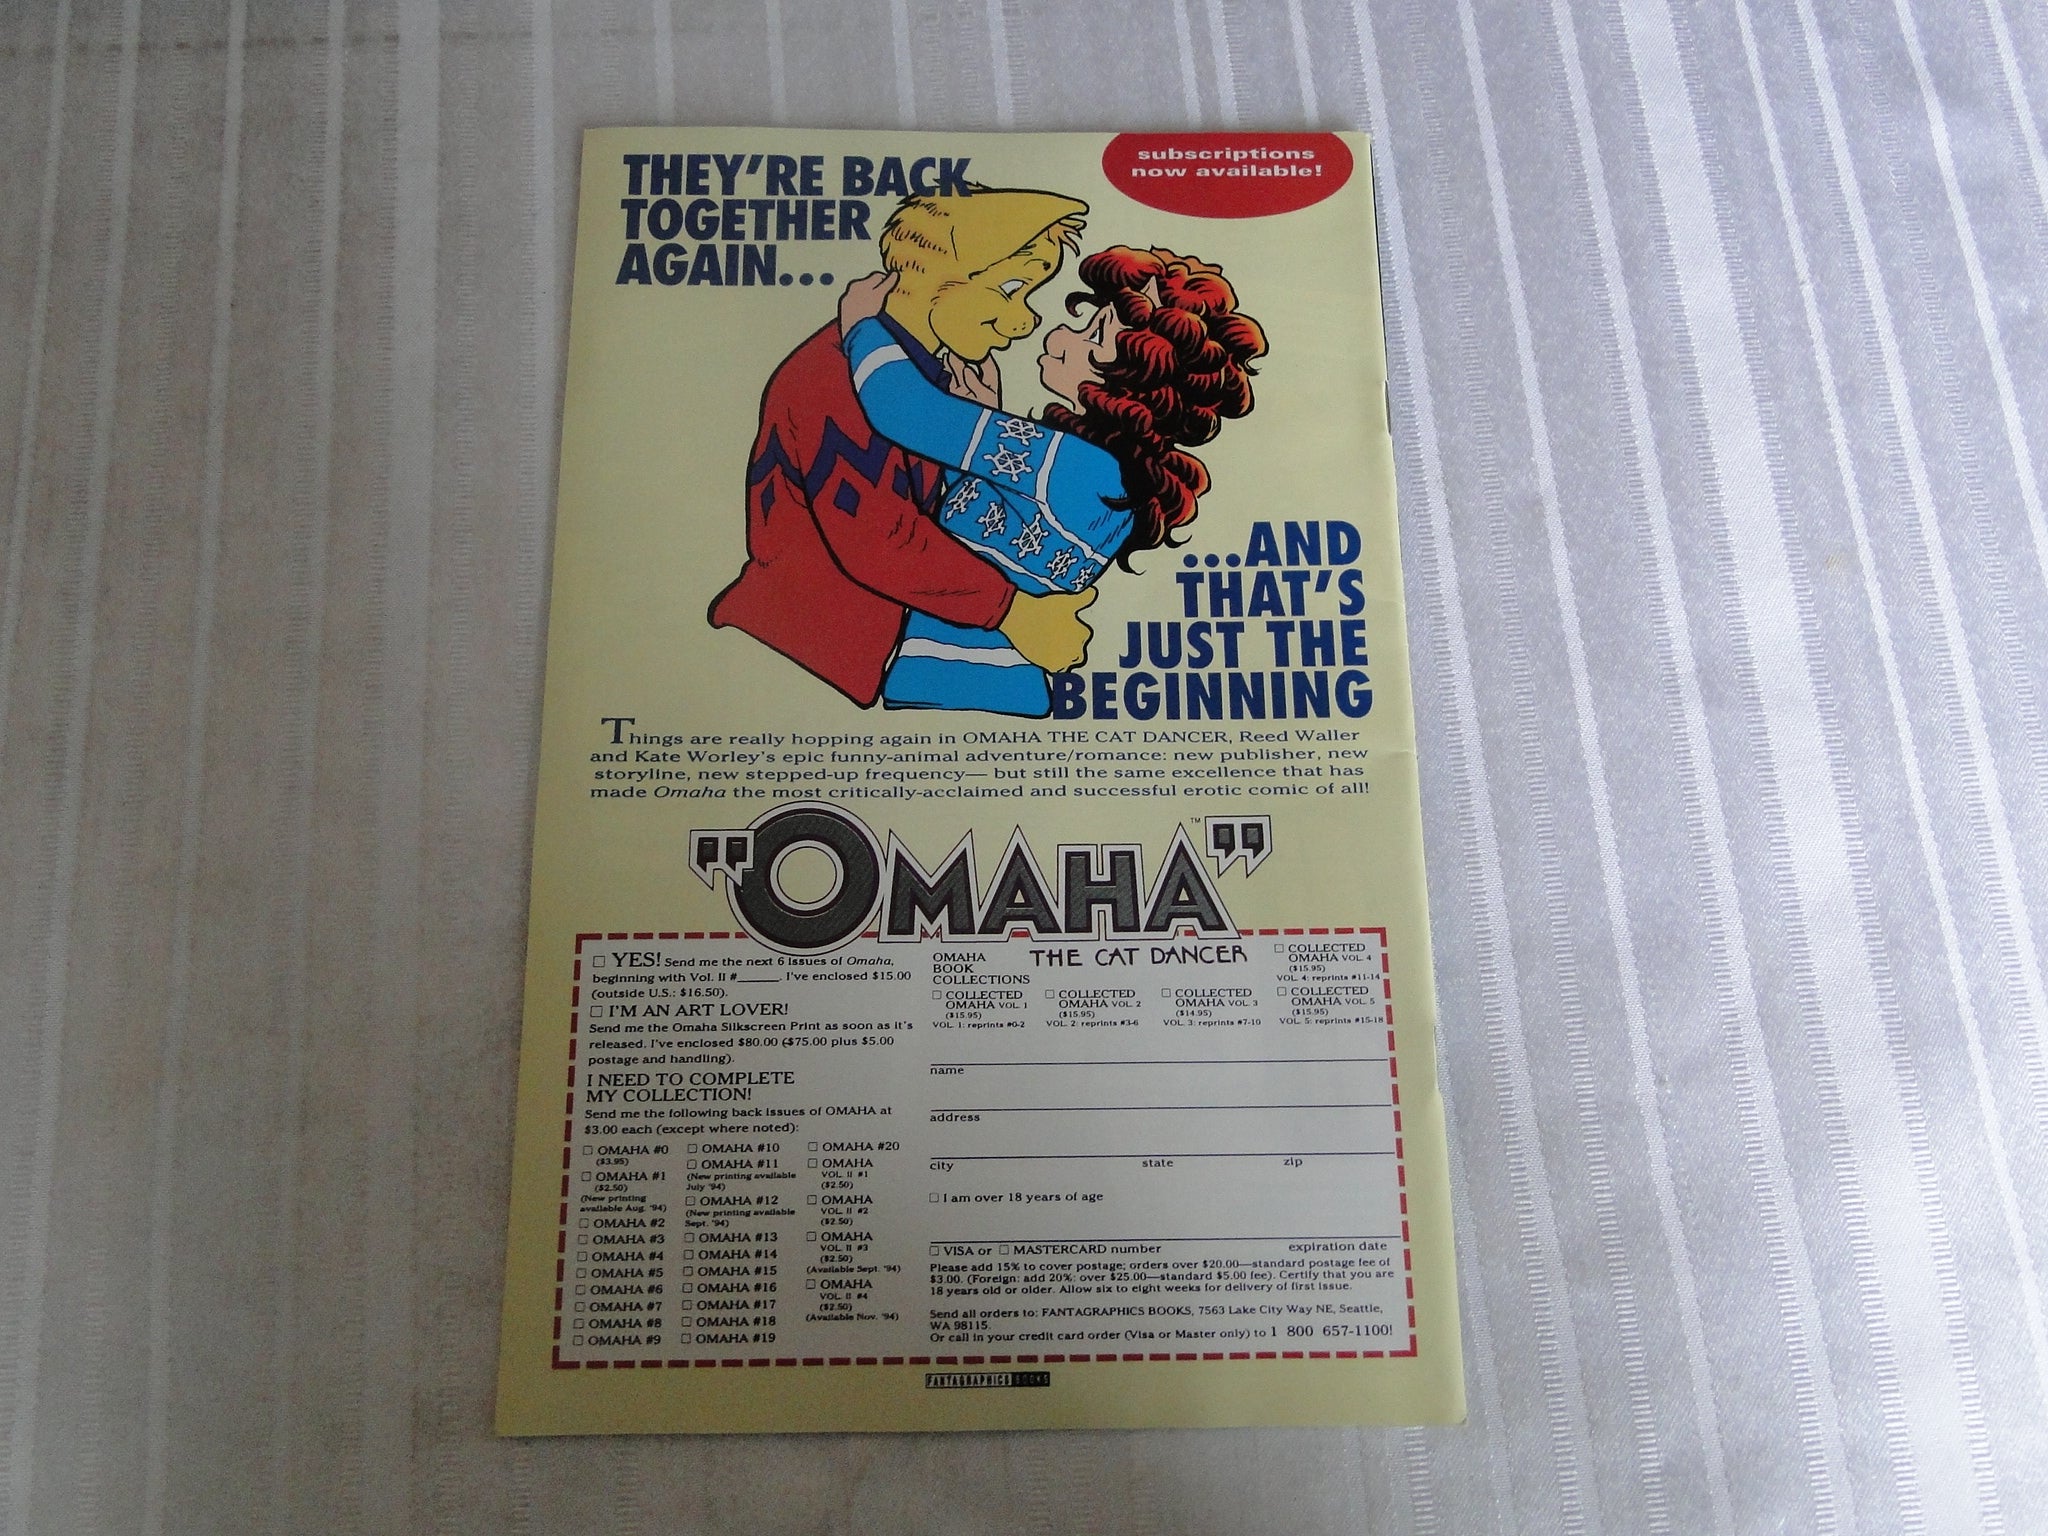 THEY'RE BACK
TOGETHER
AGAIN...
subscriptions
now available!
...AND
THAT'S
JUST THE
BEGINNING
Things are really hopping again in OMAHA THE CAT DANCER, Reed Waller
and Kate Worley's epic funny-animal adventure/romance: new publisher, new
storyline, new stepped-up frequency— but still the same excellence that has
made Omaha the most critically-acclaimed and successful erotic comic of all!
"OMAHA"™
THE CAT DANCER
☐ YES! Send me the next 6 issues of Omaha,
beginning with Vol. II #______. I've enclosed $15.00
(outside U.S.: $16.50).
☐ I'M AN ART LOVER!
Send me the Omaha Silkscreen Print as soon as it's
released. I've enclosed $80.00 ($75.00 plus $5.00
postage and handling).
I NEED TO COMPLETE
MY COLLECTION!
Send me the following back issues of OMAHA at
$3.00 each (except where noted):
☐ OMAHA #0
($3.95)
☐ OMAHA #1
($2.50)
(New printing
available Aug. '94)
☐ OMAHA #2
☐ OMAHA #3
☐ OMAHA #4
☐ OMAHA #5
☐ OMAHA #6
☐ OMAHA #7
☐ OMAHA #8
☐ OMAHA #9
☐ OMAHA #10
☐ OMAHA #11
(New printing available
July '94)
☐ OMAHA #12
(New printing available
Sept. '94)
☐ OMAHA #13
☐ OMAHA #14
☐ OMAHA #15
☐ OMAHA #16
☐ OMAHA #17
☐ OMAHA #18
☐ OMAHA #19
☐ OMAHA #20
☐ OMAHA
VOL. II #1
($2.50)
☐ OMAHA
VOL. II #2
($2.50)
☐ OMAHA
VOL. II #3
($2.50)
(Available Sept. '94)
☐ OMAHA
VOL. II #4
($2.50)
(Available Nov. '94)
OMAHA
BOOK
COLLECTIONS
☐ COLLECTED
OMAHA VOL. 1
($15.95)
VOL. 1: reprints #0-2
☐ COLLECTED
OMAHA VOL. 2
($15.95)
VOL. 2: reprints #3-6
☐ COLLECTED
OMAHA VOL. 3
($14.95)
VOL. 3: reprints #7-10
☐ COLLECTED
OMAHA VOL. 4
($15.95)
VOL. 4: reprints #11-14
☐ COLLECTED
OMAHA VOL. 5
($15.95)
VOL. 5: reprints #15-18
name
address
city state zip
☐ I am over 18 years of age
☐ VISA or ☐ MASTERCARD number expiration date
Please add 15% to cover postage; orders over $20.00—standard postage fee of
$3.00. (Foreign: add 20%: over $25.00—standard $5.00 fee). Certify that you are
18 years old or older. Allow six to eight weeks for delivery of first issue.
Send all orders to: FANTAGRAPHICS BOOKS, 7563 Lake City Way NE, Seattle,
WA 98115.
Or call in your credit card order (Visa or Master only) to 1 800 657-1100!
FANTAGRAPHICS BOOKS